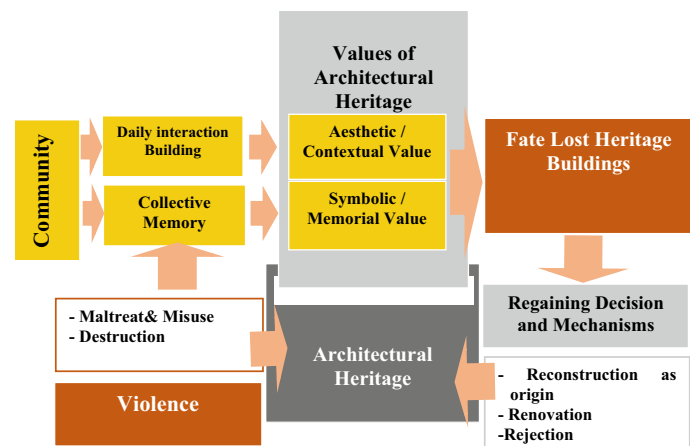 Values of
Architectural
Heritage
Community
Daily interaction
Building
Aesthetic /
Contextual Value
Fate Lost Heritage
Buildings
Collective
Memory
Symbolic /
Memorial Value
- Maltreat& Misuse
- Destruction
Violence
Architectural
Heritage
Regaining Decision
and Mechanisms
- Reconstruction as
origin
- Renovation
-Rejection